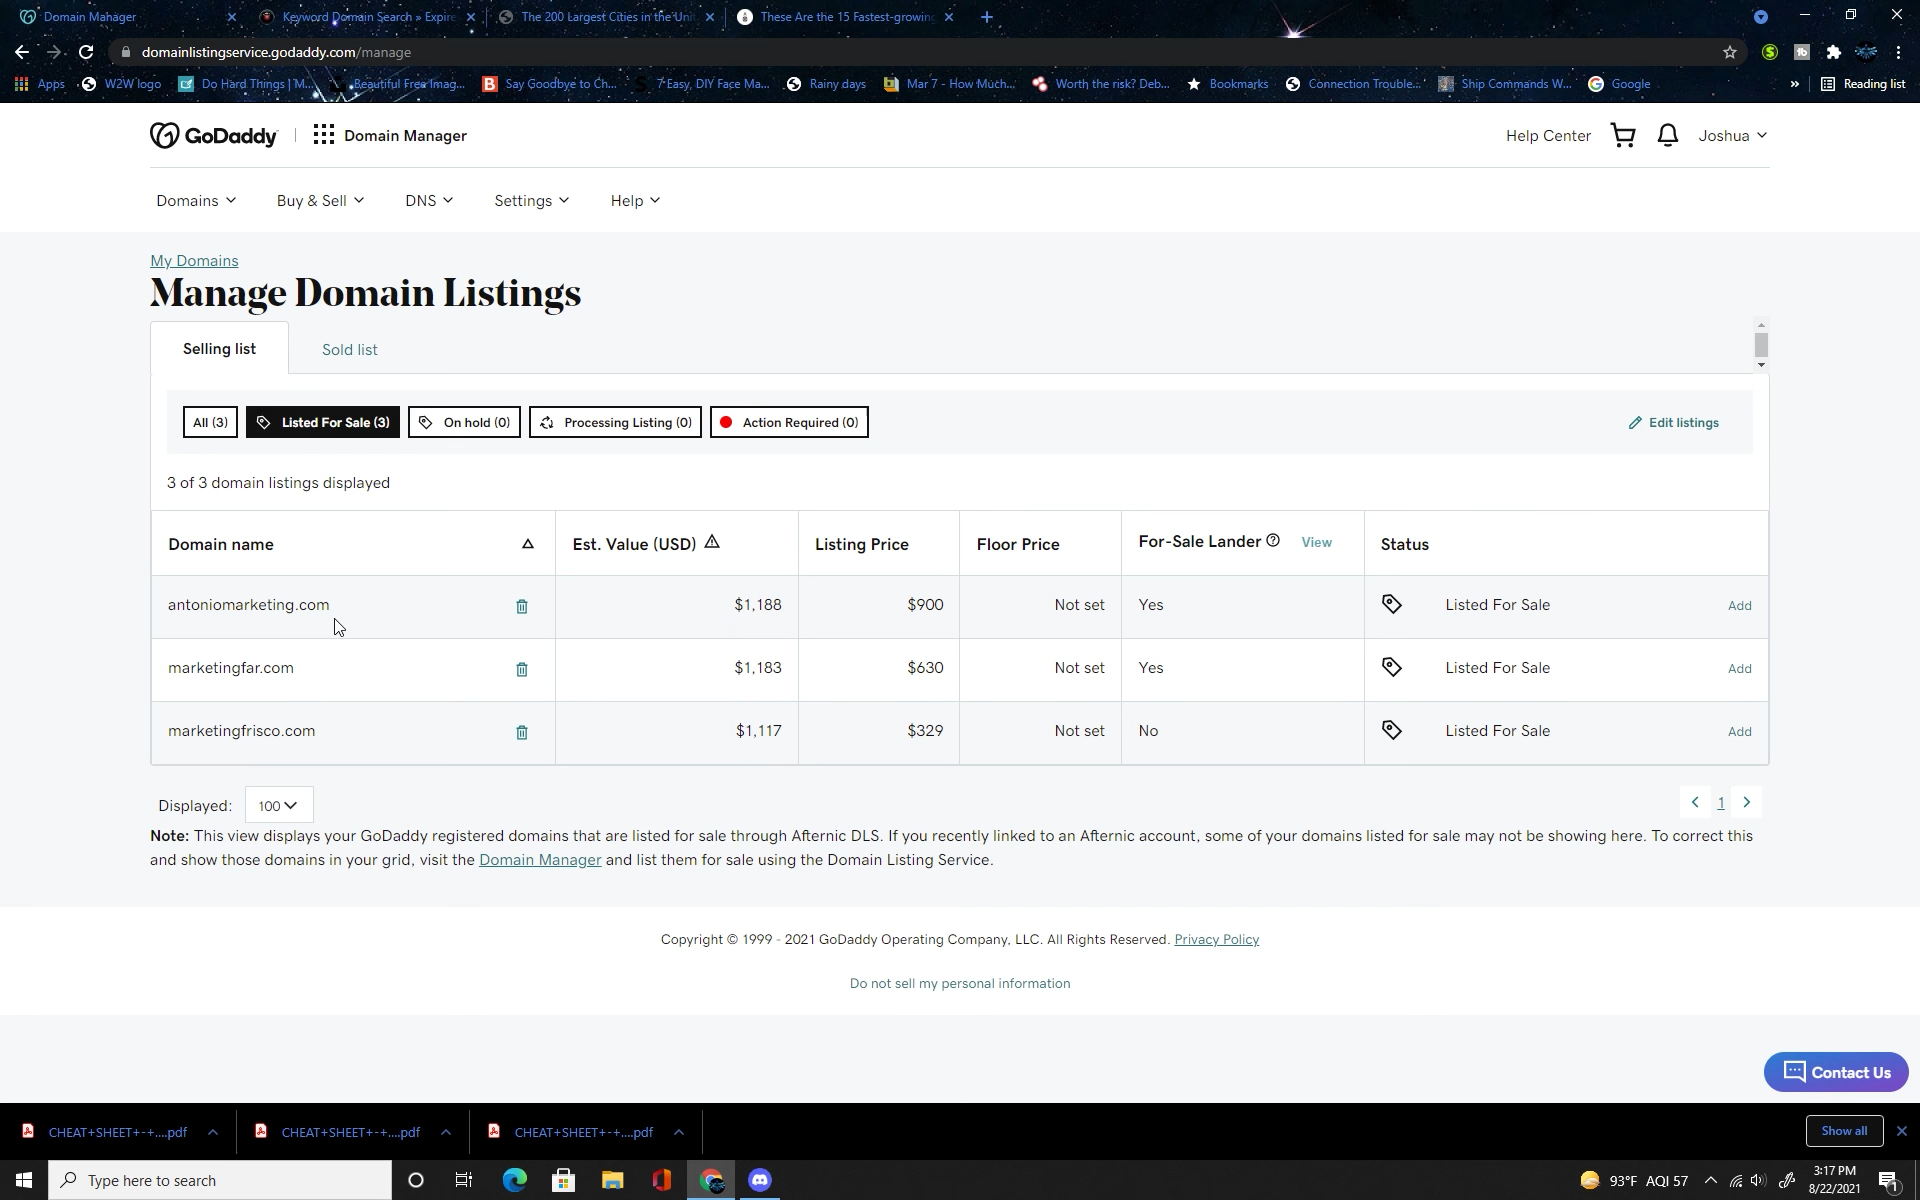 Domain Manager
Keyword Domain Search » Expire
The 200 Largest Cities in the Unit
These Are the 15 Fastest-growing
domainlistingservice.godaddy.com/manage
Apps
W2W logo
Do Hard Things | M...
Beautiful Free Imag...
Say Goodbye to Ch...
7 Easy, DIY Face Ma...
Rainy days
Mar 7 - How Much...
Worth the risk? Deb...
Bookmarks
Connection Trouble...
Ship Commands W...
Google
»
Reading list
GoDaddy
Domain Manager
Help Center
Joshua
Domains
Buy & Sell
DNS
Settings
Help
My Domains
Manage Domain Listings
Selling list
Sold list
All (3)
Listed For Sale (3)
On hold (0)
Processing Listing (0)
Action Required (0)
Edit listings
3 of 3 domain listings displayed
Domain name Est. Value (USD) Listing Price Floor Price For-Sale Lander View Status
antoniomarketing.com $1,188 $900 Not set Yes Listed For Sale Add
marketingfar.com $1,183 $630 Not set Yes Listed For Sale Add
marketingfrisco.com $1,117 $329 Not set No Listed For Sale Add
Displayed: 100
1
Note: This view displays your GoDaddy registered domains that are listed for sale through Afternic DLS. If you recently linked to an Afternic account, some of your domains listed for sale may not be showing here. To correct this
and show those domains in your grid, visit the Domain Manager and list them for sale using the Domain Listing Service.
Copyright © 1999 - 2021 GoDaddy Operating Company, LLC. All Rights Reserved. Privacy Policy
Do not sell my personal information
Contact Us
CHEAT+SHEET+-+....pdf
CHEAT+SHEET+-+....pdf
CHEAT+SHEET+-+....pdf
Show all
Type here to search
93°F AQI 57
3:17 PM
8/22/2021
1